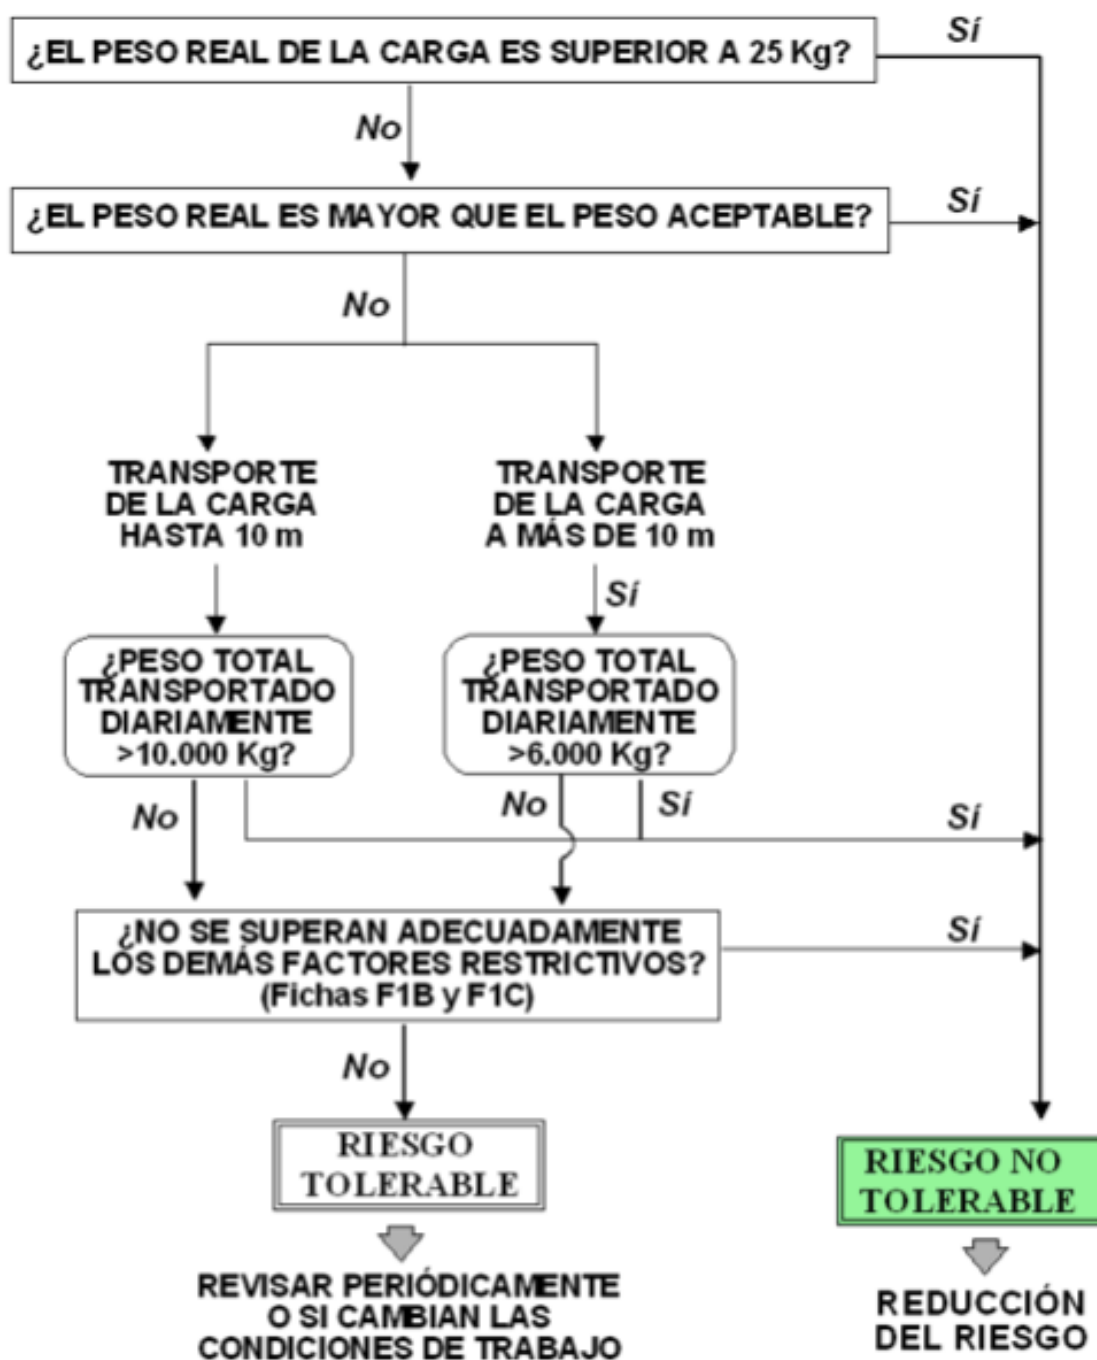 ¿EL PESO REAL DE LA CARGA ES SUPERIOR A 25 Kg?
Sí
No
¿EL PESO REAL ES MAYOR QUE EL PESO ACEPTABLE?
Sí
No
TRANSPORTE
DE LA CARGA
HASTA 10 m
TRANSPORTE
DE LA CARGA
A MÁS DE 10 m
Sí
¿PESO TOTAL
TRANSPORTADO
DIARIAMENTE
>10.000 Kg?
¿PESO TOTAL
TRANSPORTADO
DIARIAMENTE
>6.000 Kg?
No
No
Sí
Sí
¿NO SE SUPERAN ADECUADAMENTE
LOS DEMÁS FACTORES RESTRICTIVOS?
(Fichas F1B y F1C)
Sí
No
RIESGO
TOLERABLE
RIESGO NO
TOLERABLE
REVISAR PERIÓDICAMENTE
O SI CAMBIAN LAS
CONDICIONES DE TRABAJO
REDUCCIÓN
DEL RIESGO